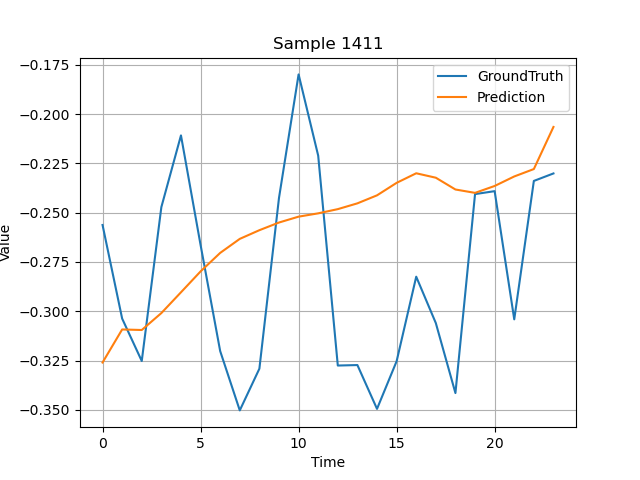 Sample 1411
GroundTruth
Prediction
−0.175
−0.200
−0.225
−0.250
−0.275
−0.300
−0.325
−0.350
Value
0 5 10 15 20
Time